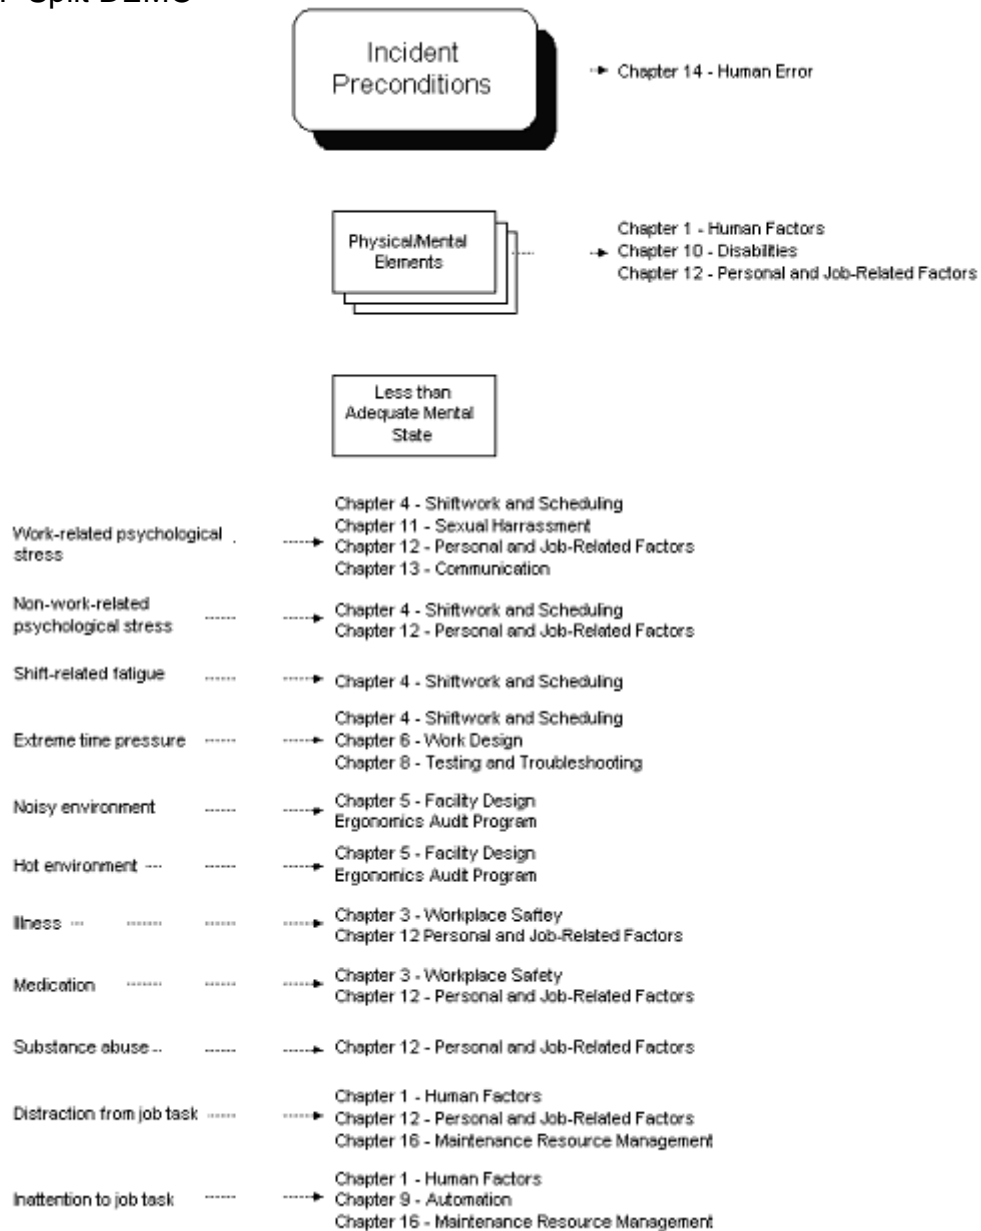 Split DEMO
Incident
Preconditions
Chapter 14 - Human Error
Physical/Mental
Elements
Chapter 1 - Human Factors
Chapter 10 - Disabilities
Chapter 12 - Personal and Job-Related Factors
Less than
Adequate Mental
State
Work-related psychological
stress
Chapter 4 - Shiftwork and Scheduling
Chapter 11 - Sexual Harrassment
Chapter 12 - Personal and Job-Related Factors
Chapter 13 - Communication
Non-work-related
psychological stress
Chapter 4 - Shiftwork and Scheduling
Chapter 12 - Personal and Job-Related Factors
Shift-related fatigue
Chapter 4 - Shiftwork and Scheduling
Extreme time pressure
Chapter 4 - Shiftwork and Scheduling
Chapter 6 - Work Design
Chapter 8 - Testing and Troubleshooting
Noisy environment
Chapter 5 - Facility Design
Ergonomics Audit Program
Hot environment
Chapter 5 - Facility Design
Ergonomics Audit Program
Illness
Chapter 3 - Workplace Saftey
Chapter 12 Personal and Job-Related Factors
Medication
Chapter 3 - Workplace Safety
Chapter 12 - Personal and Job-Related Factors
Substance abuse
Chapter 12 - Personal and Job-Related Factors
Distraction from job task
Chapter 1 - Human Factors
Chapter 12 - Personal and Job-Related Factors
Chapter 16 - Maintenance Resource Management
Inattention to job task
Chapter 1 - Human Factors
Chapter 9 - Automation
Chapter 16 - Maintenance Resource Management